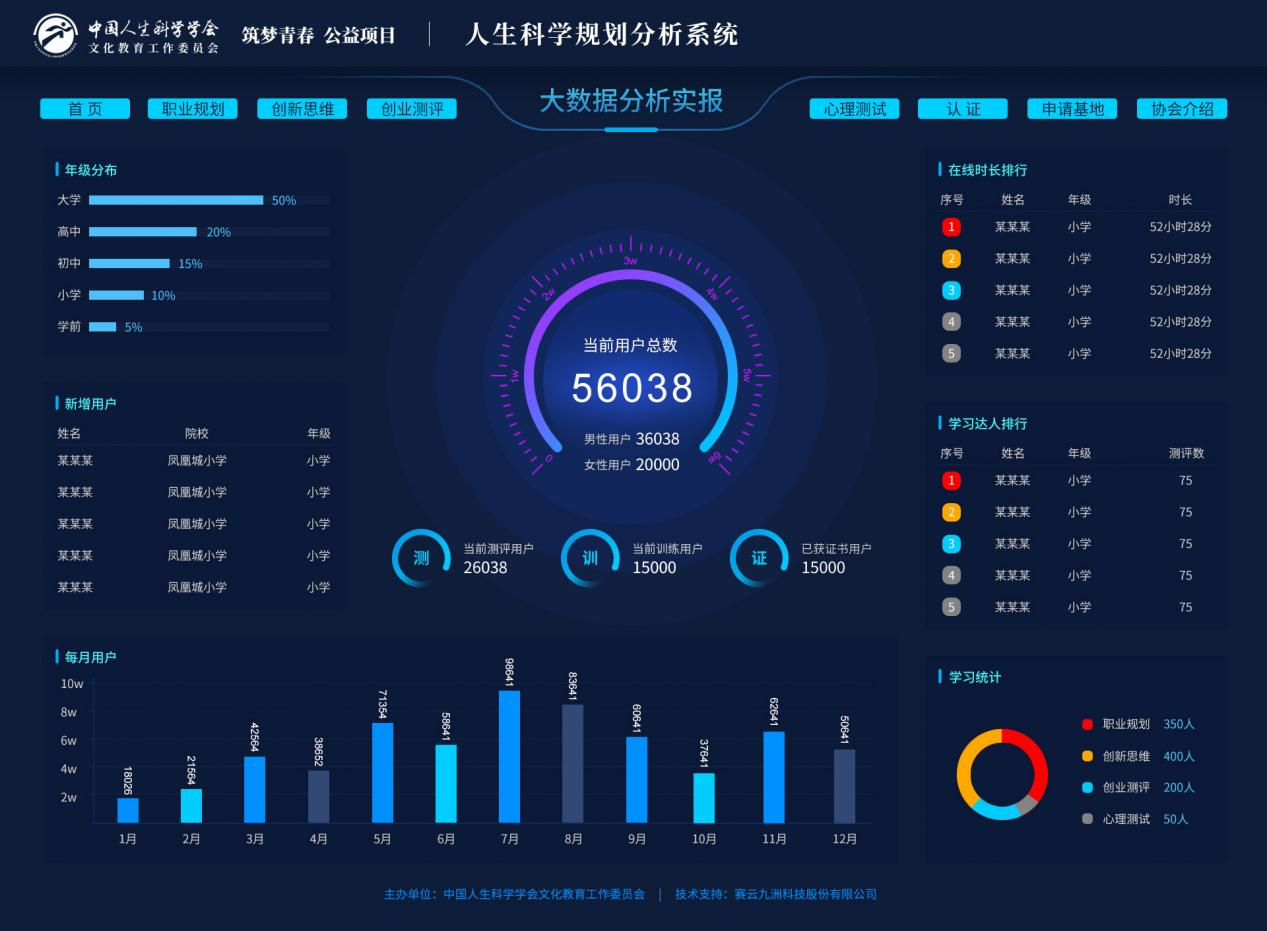 中国人生科学学会
文化教育工作委员会
筑梦青春 公益项目
人生科学规划分析系统
首 页
职业规划
创新思维
创业测评
大数据分析实报
心理测试
认 证
申请基地
协会介绍
年级分布
大学 50%
高中 20%
初中 15%
小学 10%
学前 5%
新增用户
姓名 院校 年级
某某某 凤凰城小学 小学
某某某 凤凰城小学 小学
某某某 凤凰城小学 小学
某某某 凤凰城小学 小学
某某某 凤凰城小学 小学
0
1w
2w
3w
4w
5w
6w
当前用户总数
56038
男性用户 36038
女性用户 20000
测
当前测评用户
26038
训
当前训练用户
15000
证
已获证书用户
15000
在线时长排行
序号 姓名 年级 时长
1 某某某 小学 52小时28分
2 某某某 小学 52小时28分
3 某某某 小学 52小时28分
4 某某某 小学 52小时28分
5 某某某 小学 52小时28分
学习达人排行
序号 姓名 年级 测评数
1 某某某 小学 75
2 某某某 小学 75
3 某某某 小学 75
4 某某某 小学 75
5 某某某 小学 75
每月用户
10w
8w
6w
4w
2w
18026
21564
42564
38652
71354
58641
98641
83641
60641
37641
62641
50641
1月 2月 3月 4月 5月 6月 7月 8月 9月 10月 11月 12月
学习统计
职业规划 350人
创新思维 400人
创业测评 200人
心理测试 50人
主办单位：中国人生科学学会文化教育工作委员会 | 技术支持：赛云九洲科技股份有限公司